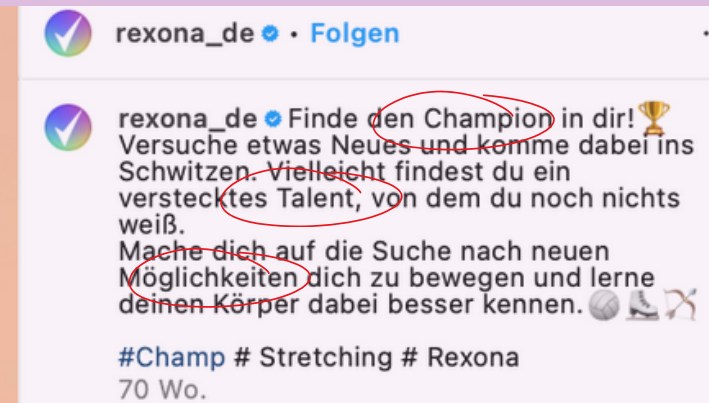 rexona_de • Folgen
rexona_de Finde den Champion in dir!🏆
Versuche etwas Neues und komme dabei ins
Schwitzen. Vielleicht findest du ein
verstecktes Talent, von dem du noch nichts
weiß.
Mache dich auf die Suche nach neuen
Möglichkeiten dich zu bewegen und lerne
deinen Körper dabei besser kennen.🏐⛸️🏹
#Champ # Stretching # Rexona
70 Wo.